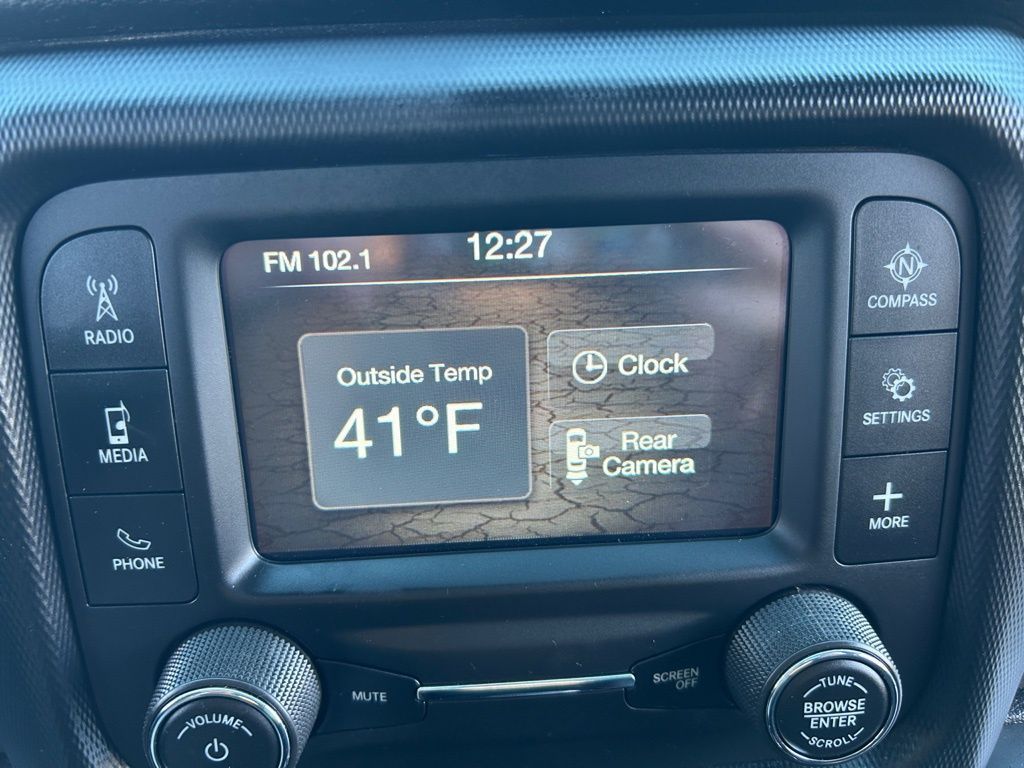 FM 102.1
12:27
RADIO
MEDIA
PHONE
Outside Temp
41°F
Clock
Rear
Camera
N
COMPASS
SETTINGS
MORE
VOLUME
MUTE
SCREEN
OFF
TUNE
BROWSE
ENTER
SCROLL